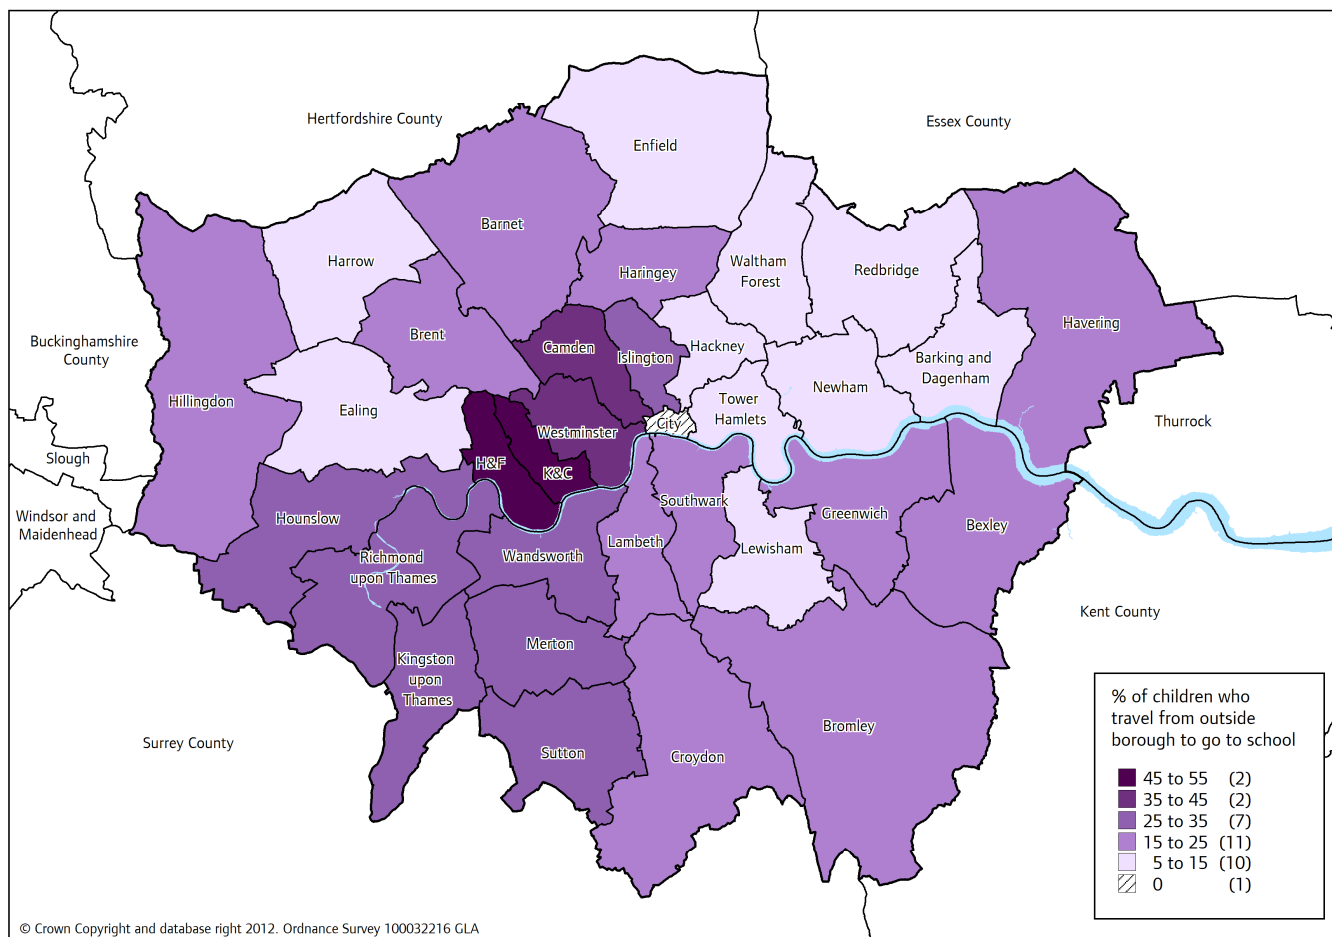 Hertfordshire County
Essex County
Enfield
Barnet
Harrow
Haringey
Waltham
Forest
Redbridge
Brent
Camden
Islington
Hackney
Havering
Buckinghamshire
County
Hillingdon
Ealing
Barking and
Dagenham
Newham
Tower
Hamlets
City
Westminster
Thurrock
Slough
H&F
K&C
Windsor and
Maidenhead
Hounslow
Southwark
Greenwich
Bexley
Richmond
upon Thames
Wandsworth
Lambeth
Lewisham
Kent County
Merton
Kingston
upon
Thames
Surrey County
Sutton
Croydon
Bromley
% of children who
travel from outside
borough to go to school
45 to 55 (2)
35 to 45 (2)
25 to 35 (7)
15 to 25 (11)
5 to 15 (10)
0 (1)
© Crown Copyright and database right 2012. Ordnance Survey 100032216 GLA